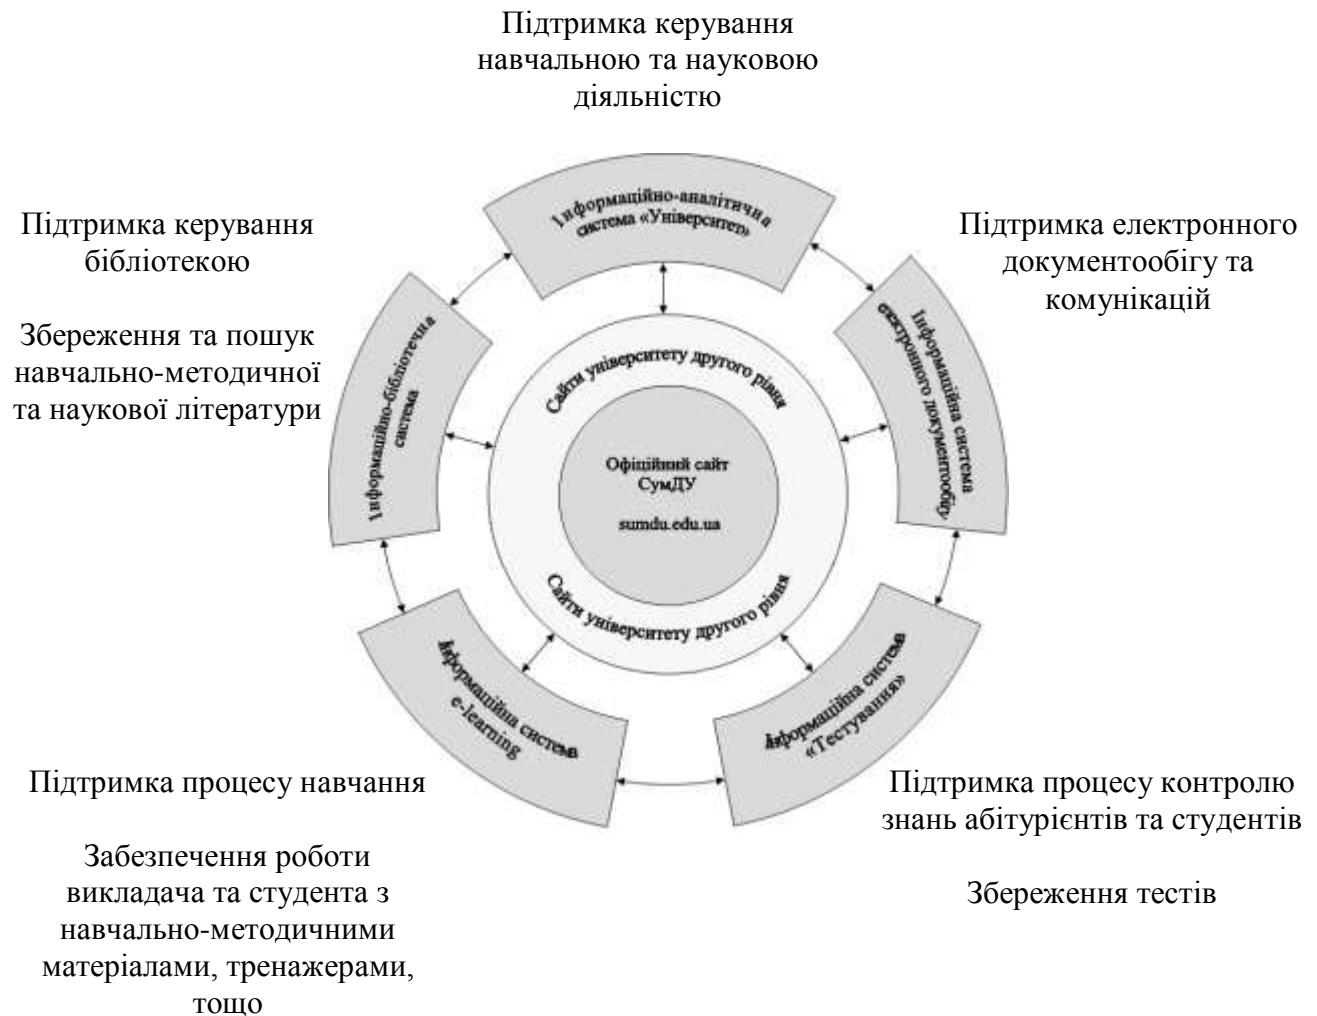 Підтримка керування
навчальною та науковою
діяльністю
Інформаційно-аналітична
система «Університет»
Підтримка керування
бібліотекою
Збереження та пошук
навчально-методичної
та наукової літератури
Інформаційно-бібліотечна
система
Підтримка електронного
документообігу та
комунікацій
Інформаційна система
електронного документообігу
Сайти університету другого рівня
Офіційний сайт
СумДУ
sumdu.edu.ua
Сайти університету другого рівня
Інформаційна система
e-learning
Інформаційна система
«Тестування»
Підтримка процесу навчання
Забезпечення роботи
викладача та студента з
навчально-методичними
матеріалами, тренажерами,
тощо
Підтримка процесу контролю
знань абітурієнтів та студентів
Збереження тестів